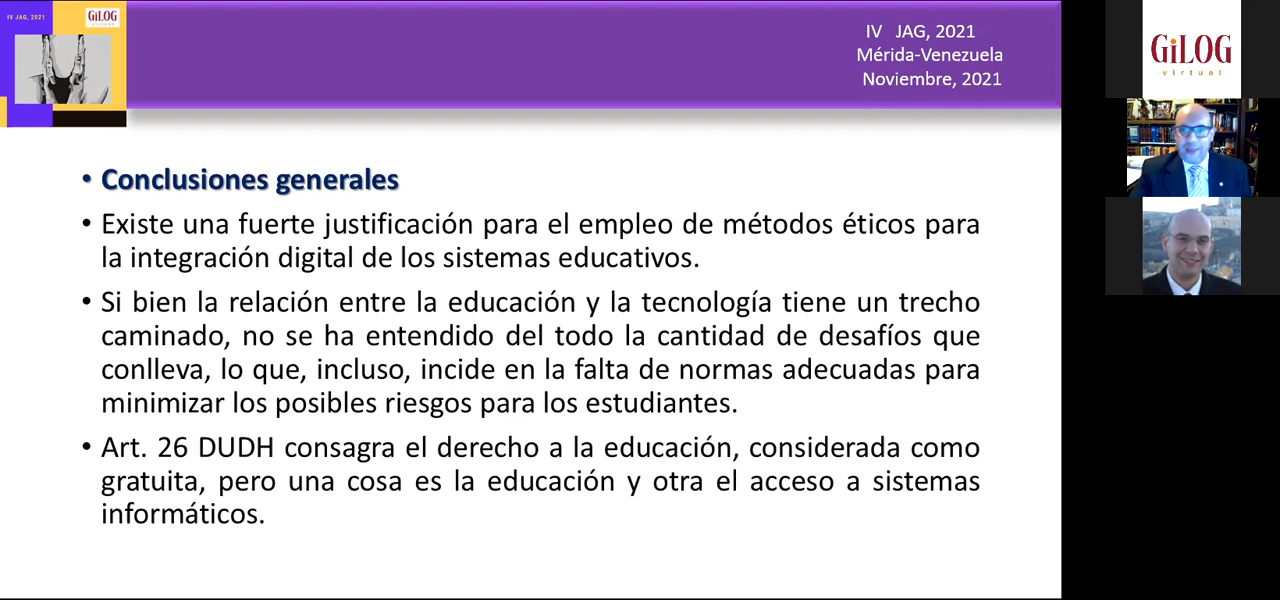 IV JAG, 2021
GiLOG
VIRTUAL
IV JAG, 2021
Mérida-Venezuela
Noviembre, 2021
GiLOG
virtual
• Conclusiones generales
• Existe una fuerte justificación para el empleo de métodos éticos para
la integración digital de los sistemas educativos.
• Si bien la relación entre la educación y la tecnología tiene un trecho
caminado, no se ha entendido del todo la cantidad de desafíos que
conlleva, lo que, incluso, incide en la falta de normas adecuadas para
minimizar los posibles riesgos para los estudiantes.
• Art. 26 DUDH consagra el derecho a la educación, considerada como
gratuita, pero una cosa es la educación y otra el acceso a sistemas
informáticos.